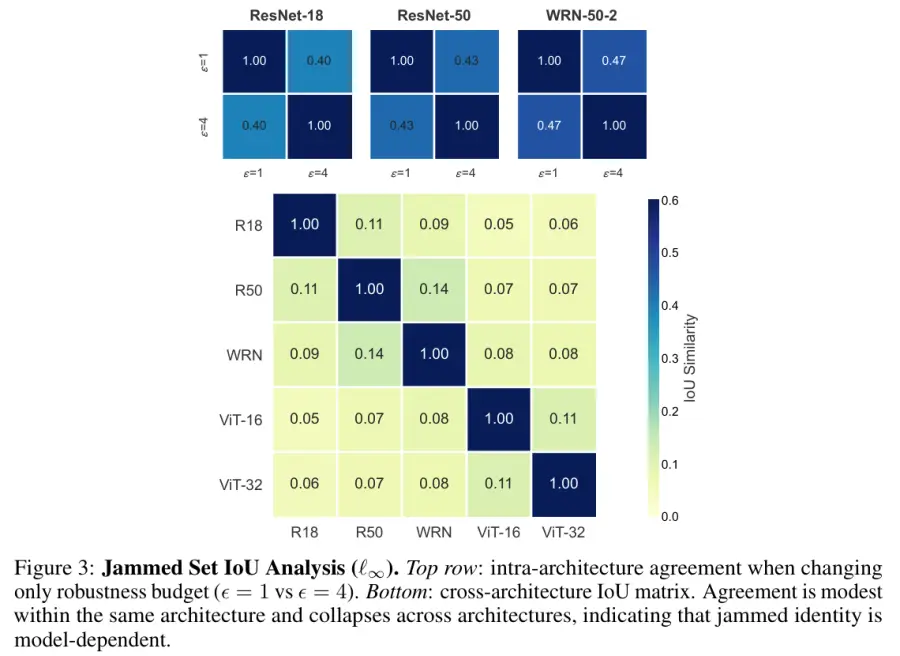 ResNet-18 ResNet-50 WRN-50-2
ε=1 1.00 0.40 1.00 0.43 1.00 0.47
ε=4 0.40 1.00 0.43 1.00 0.47 1.00
ε=1 ε=4 ε=1 ε=4 ε=1 ε=4
R18 1.00 0.11 0.09 0.05 0.06
R50 0.11 1.00 0.14 0.07 0.07
WRN 0.09 0.14 1.00 0.08 0.08
ViT-16 0.05 0.07 0.08 1.00 0.11
ViT-32 0.06 0.07 0.08 0.11 1.00
R18 R50 WRN ViT-16 ViT-32
0.6
0.5
0.4
0.3
0.2
0.1
0.0
IoU Similarity
Figure 3: Jammed Set IoU Analysis (ℓ∞). Top row: intra-architecture agreement when changing
only robustness budget (ϵ = 1 vs ϵ = 4). Bottom: cross-architecture IoU matrix. Agreement is modest
within the same architecture and collapses across architectures, indicating that jammed identity is
model-dependent.